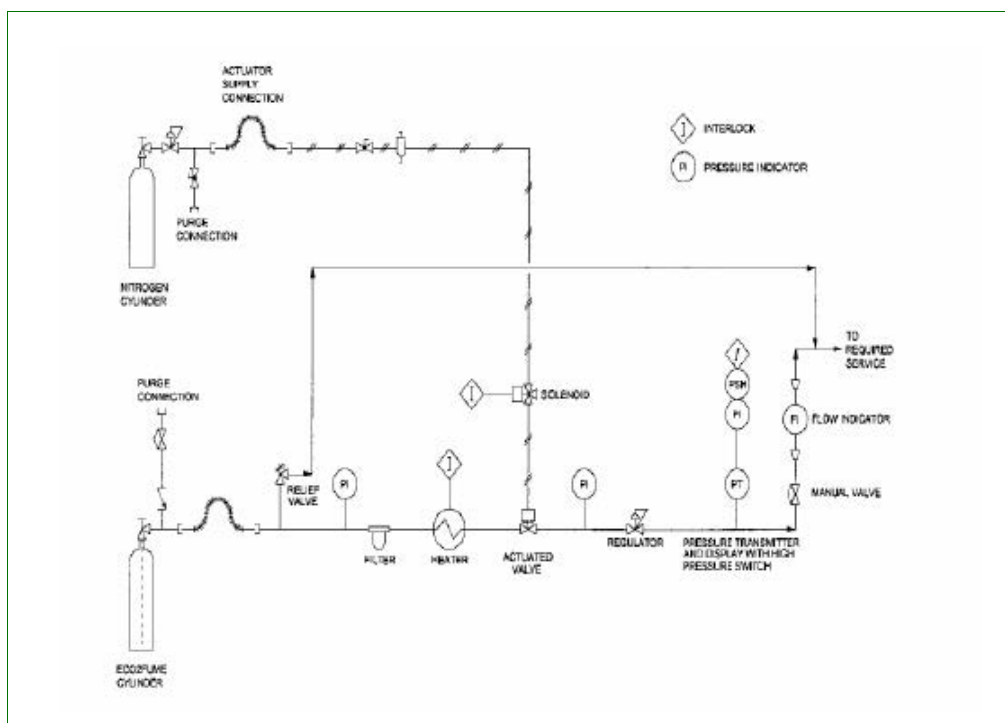 ACTUATOR
SUPPLY
CONNECTION
I
INTERLOCK
PI
PRESSURE INDICATOR
PURGE
CONNECTION
NITROGEN
CYLINDER
TO
REQUIRED
SERVICE
PURGE
CONNECTION
I
I
SOLENOID
PSH
PI
FI
FLOW INDICATOR
RELIEF
VALVE
PI
I
PI
PT
MANUAL VALVE
FILTER
HEATER
ACTUATED
VALVE
REGULATOR
PRESSURE TRANSMITTER
AND DISPLAY WITH HIGH
PRESSURE SWITCH
ECO2FUME
CYLINDER